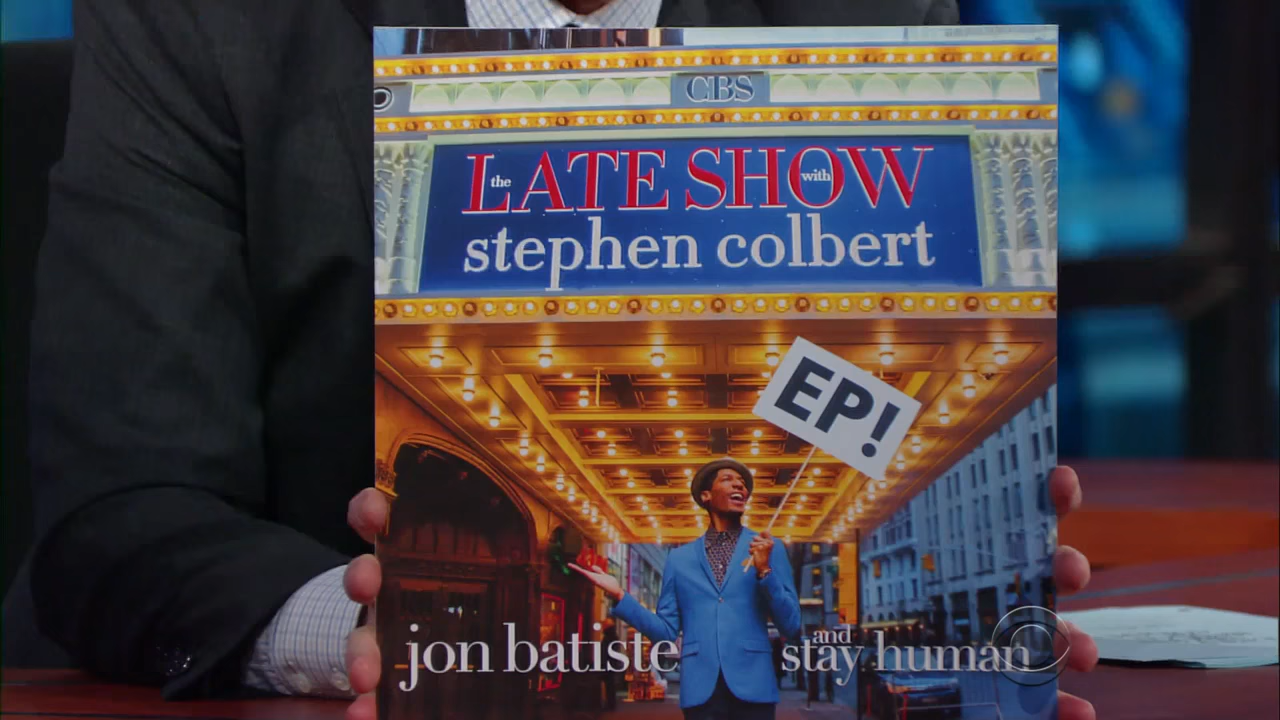 CBS
the LATE SHOW with
stephen colbert
EP!
jon batiste and stay human